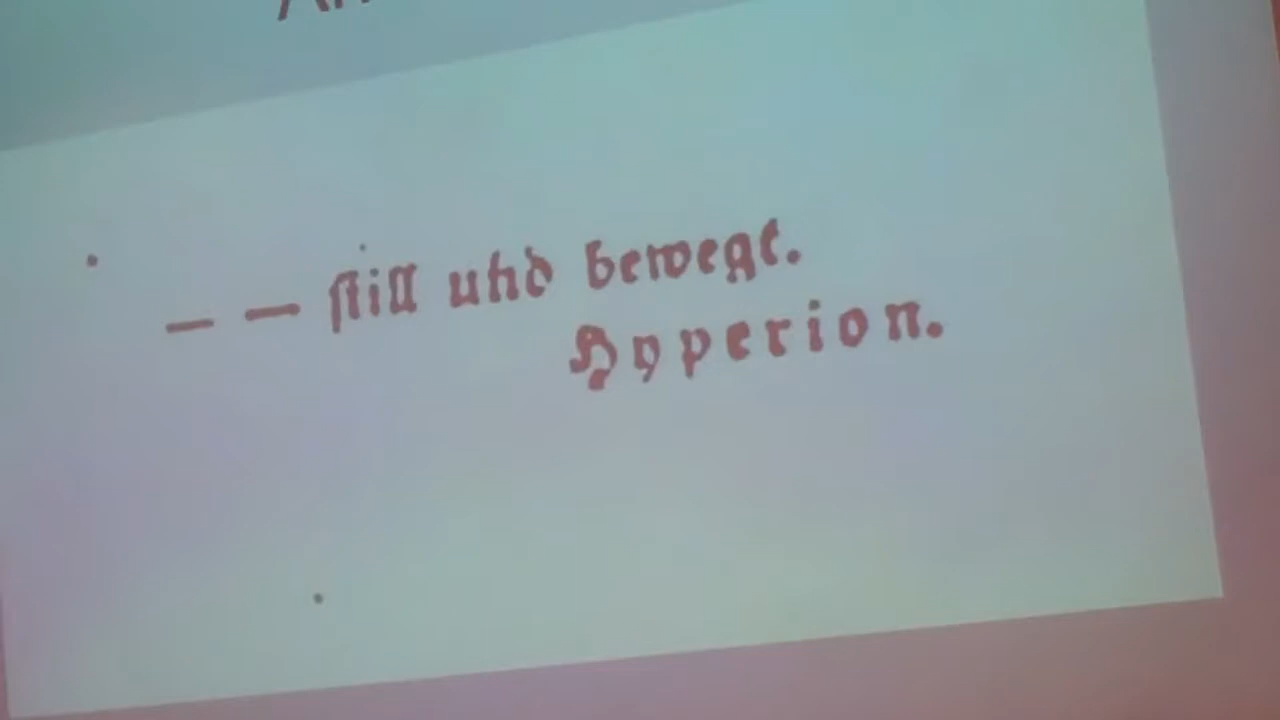 — — ſtill und bewegt.
Hyperion.